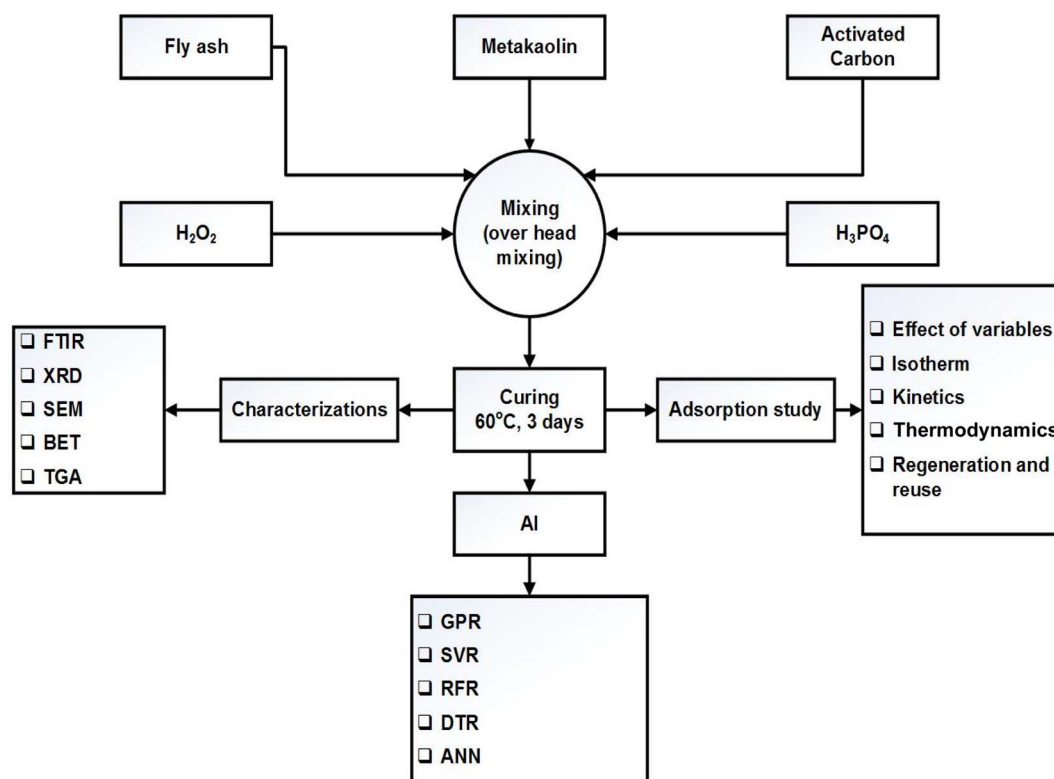 Fly ash
Metakaolin
Activated
Carbon
H₂O₂
Mixing
(over head
mixing)
H₃PO₄
❑ FTIR
❑ XRD
❑ SEM
❑ BET
❑ TGA
Characterizations
Curing
60°C, 3 days
Adsorption study
❑ Effect of variables
❑ Isotherm
❑ Kinetics
❑ Thermodynamics
❑ Regeneration and
reuse
AI
❑ GPR
❑ SVR
❑ RFR
❑ DTR
❑ ANN